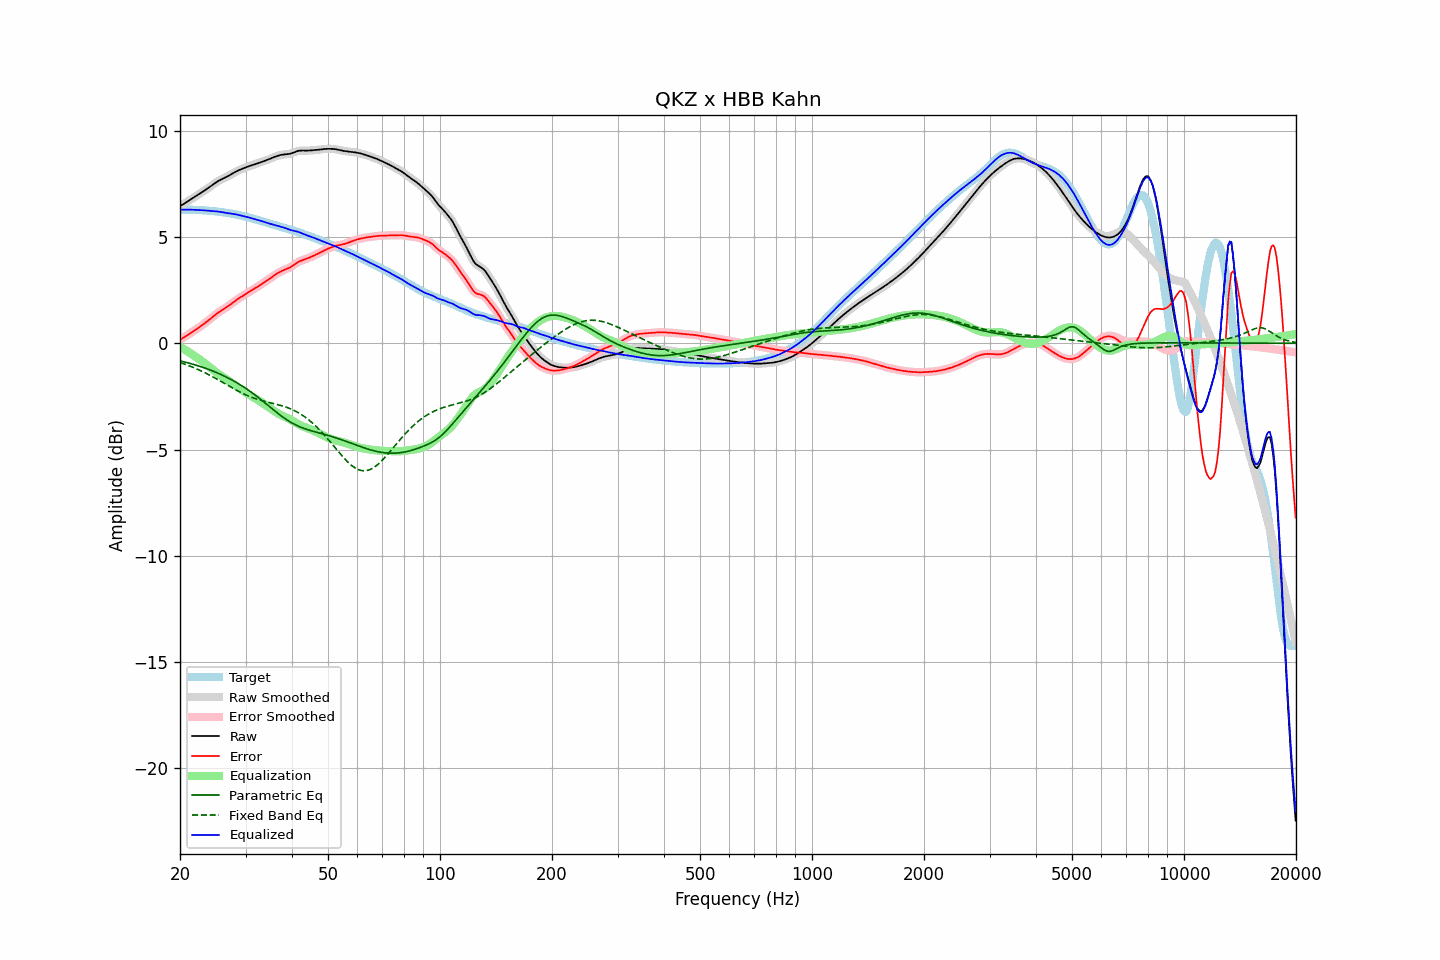 QKZ x HBB Kahn
Amplitude (dBr)
10
5
0
−5
−10
−15
−20
Target
Raw Smoothed
Error Smoothed
Raw
Error
Equalization
Parametric Eq
Fixed Band Eq
Equalized
20 50 100 200 500 1000 2000 5000 10000 20000
Frequency (Hz)